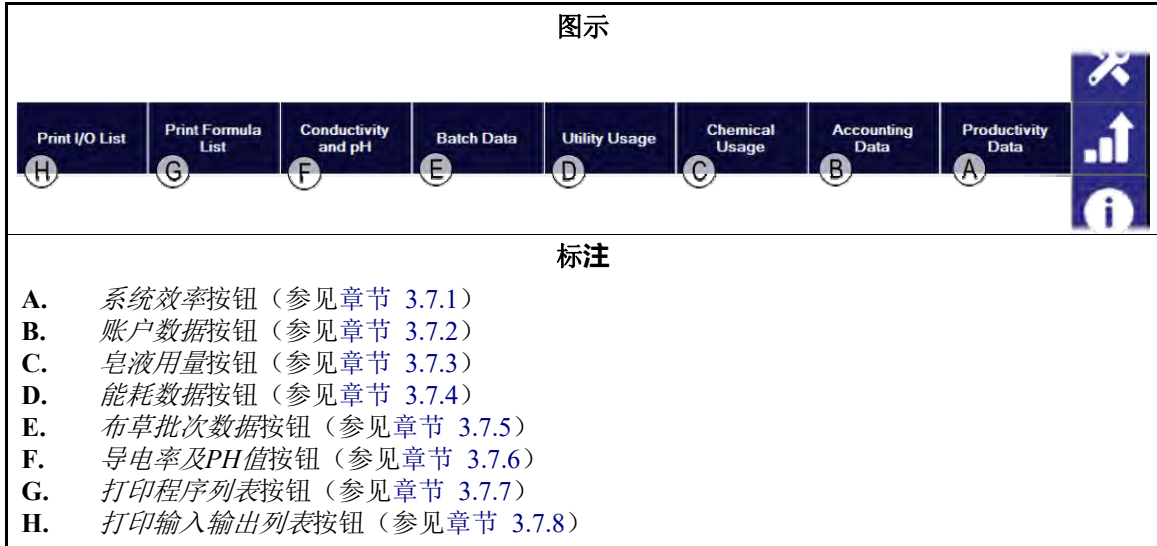 图示
Print I/O List
Print Formula
List
Conductivity
and pH
Batch Data
Utility Usage
Chemical
Usage
Accounting
Data
Productivity
Data
H
G
F
E
D
C
B
A
标注
A. 系统效率按钮（参见章节 3.7.1）
B. 账户数据按钮（参见章节 3.7.2）
C. 皂液用量按钮（参见章节 3.7.3）
D. 能耗数据按钮（参见章节 3.7.4）
E. 布草批次数据按钮（参见章节 3.7.5）
F. 导电率及PH值按钮（参见章节 3.7.6）
G. 打印程序列表按钮（参见章节 3.7.7）
H. 打印输入输出列表按钮（参见章节 3.7.8）